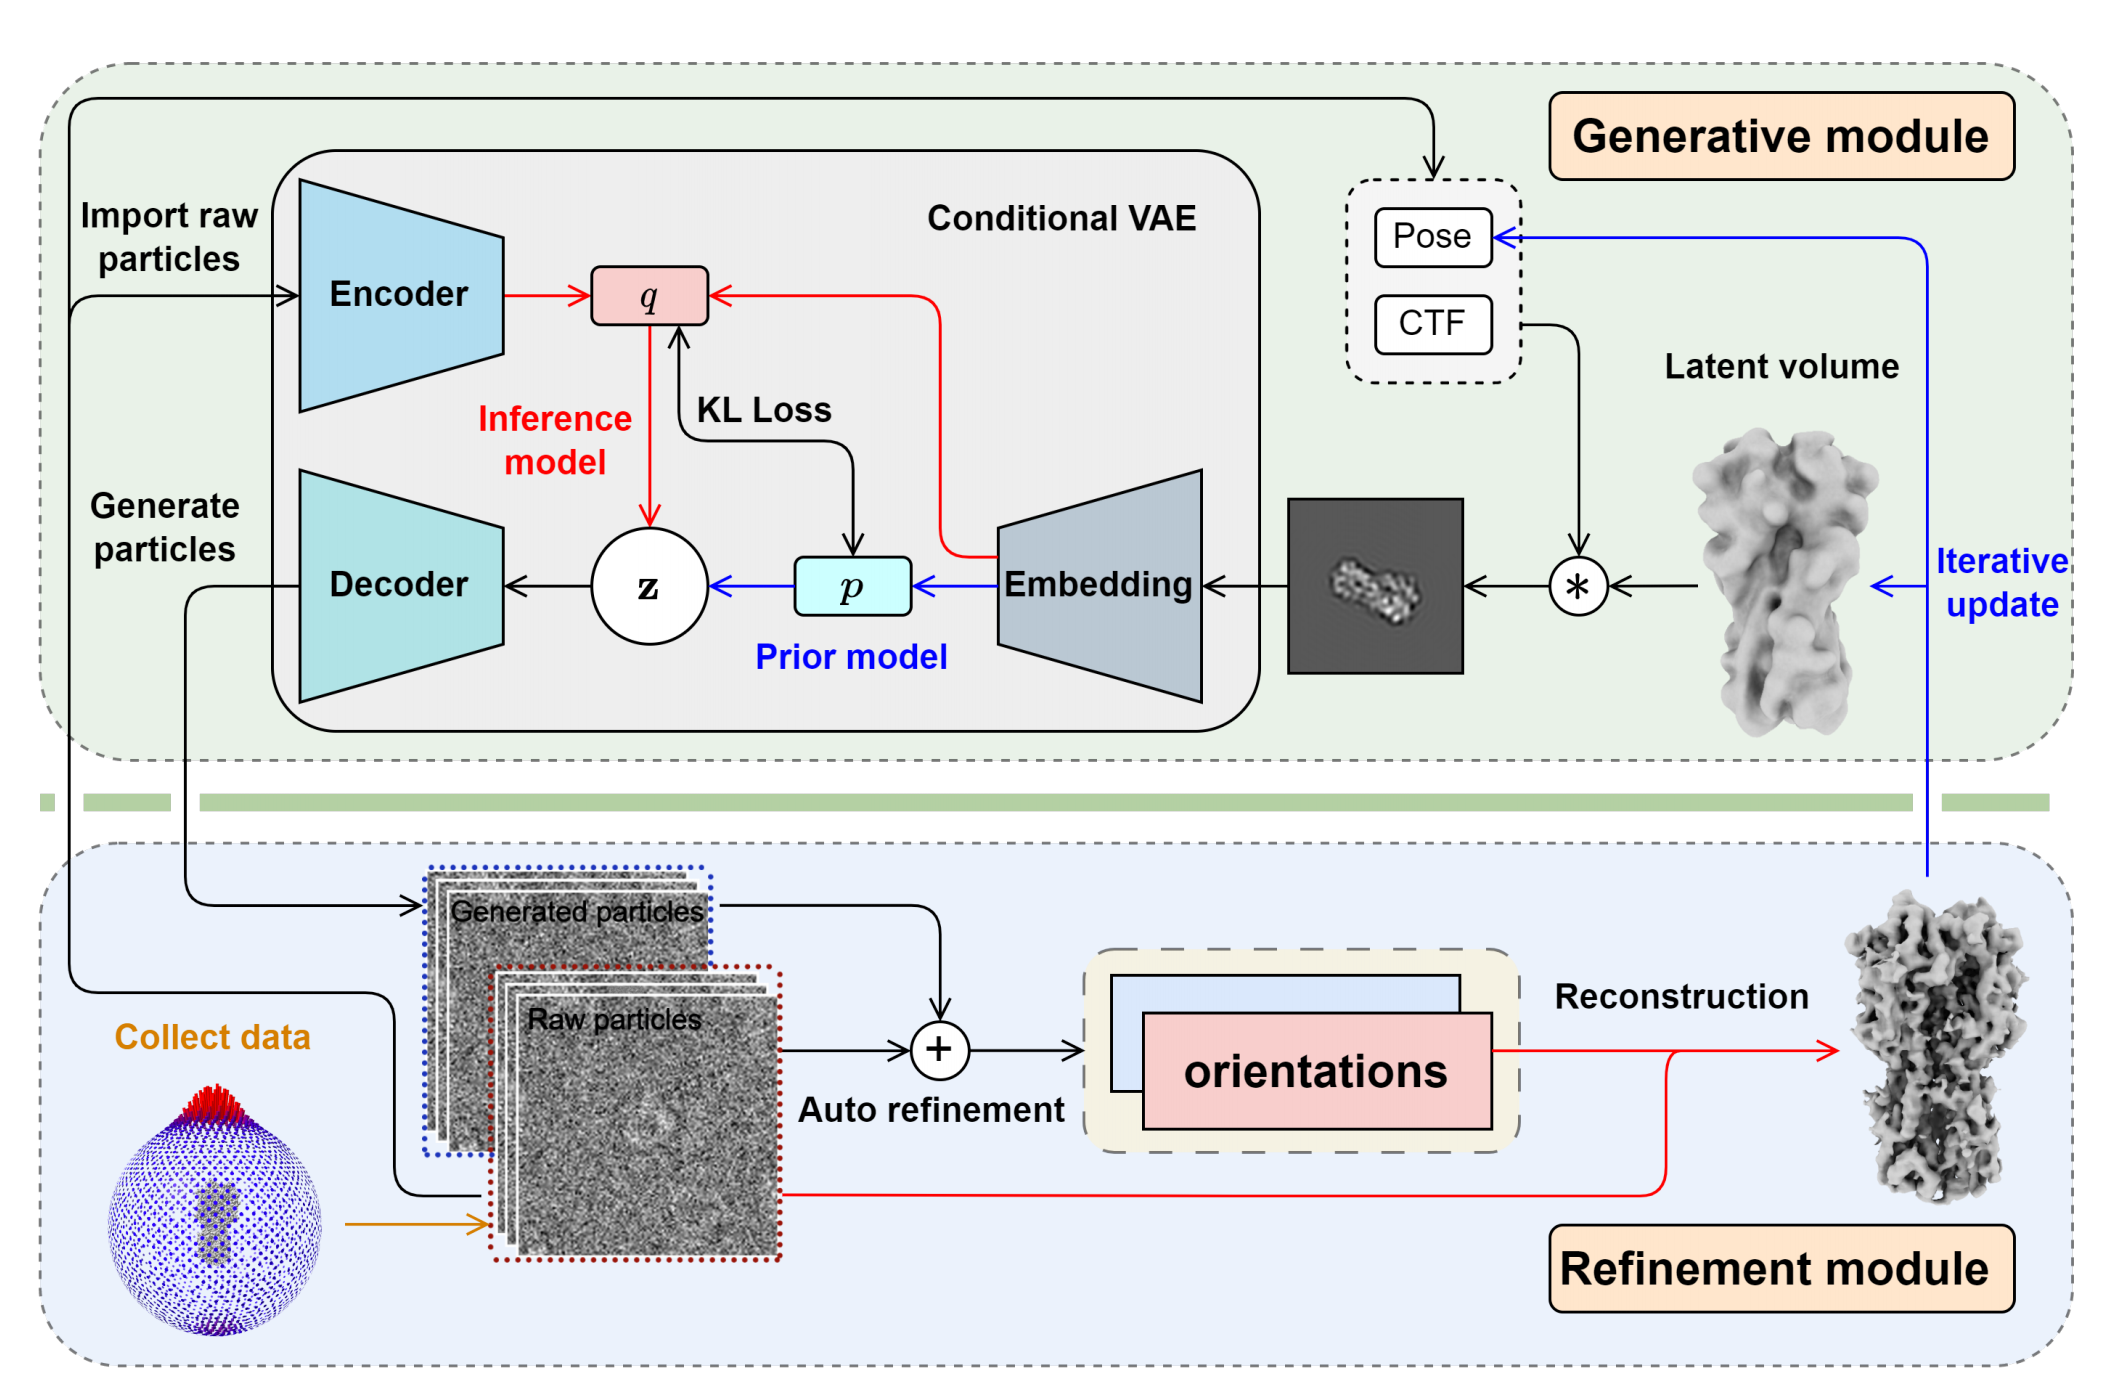 Generative module
Import raw
particles
Conditional VAE
Encoder
q
Pose
CTF
Latent volume
Inference
model
KL Loss
Generate
particles
Decoder
z
p
Embedding
*
Iterative
update
Prior model
Generated particles
Raw particles
Collect data
+
Auto refinement
orientations
Reconstruction
Refinement module